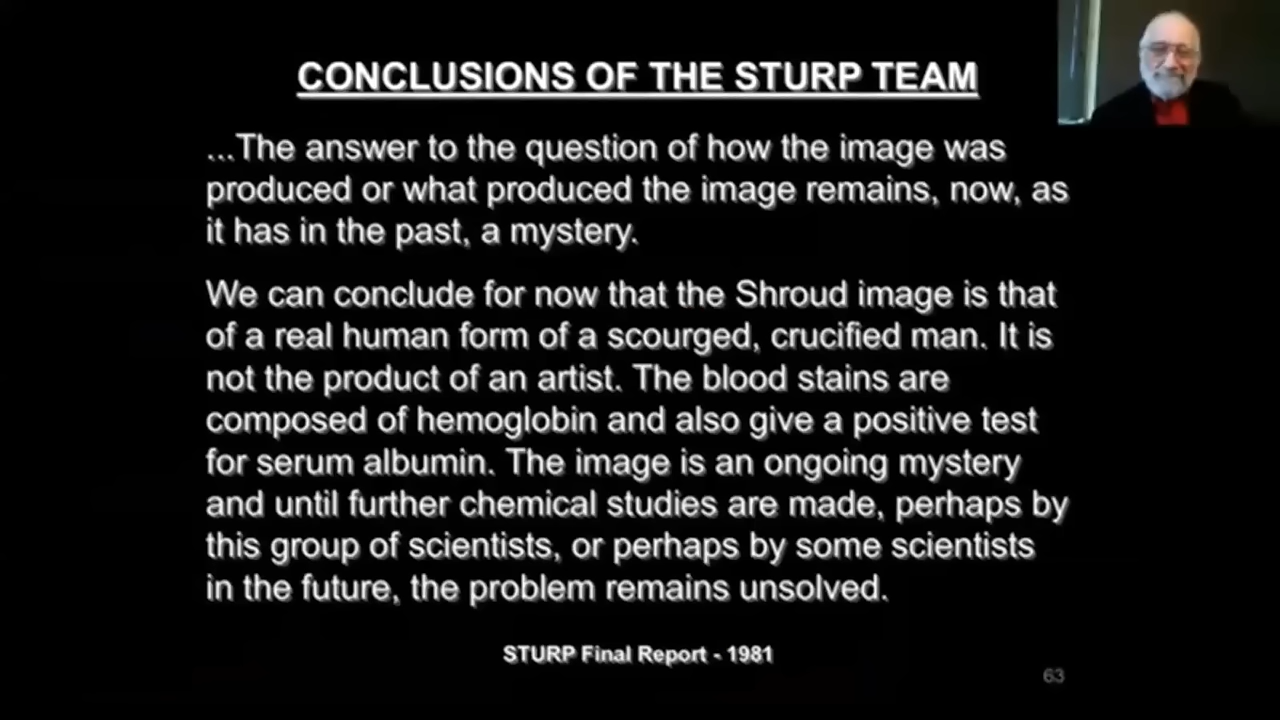 CONCLUSIONS OF THE STURP TEAM
...The answer to the question of how the image was
produced or what produced the image remains, now, as
it has in the past, a mystery.
We can conclude for now that the Shroud image is that
of a real human form of a scourged, crucified man. It is
not the product of an artist. The blood stains are
composed of hemoglobin and also give a positive test
for serum albumin. The image is an ongoing mystery
and until further chemical studies are made, perhaps by
this group of scientists, or perhaps by some scientists
in the future, the problem remains unsolved.
STURP Final Report - 1981
63